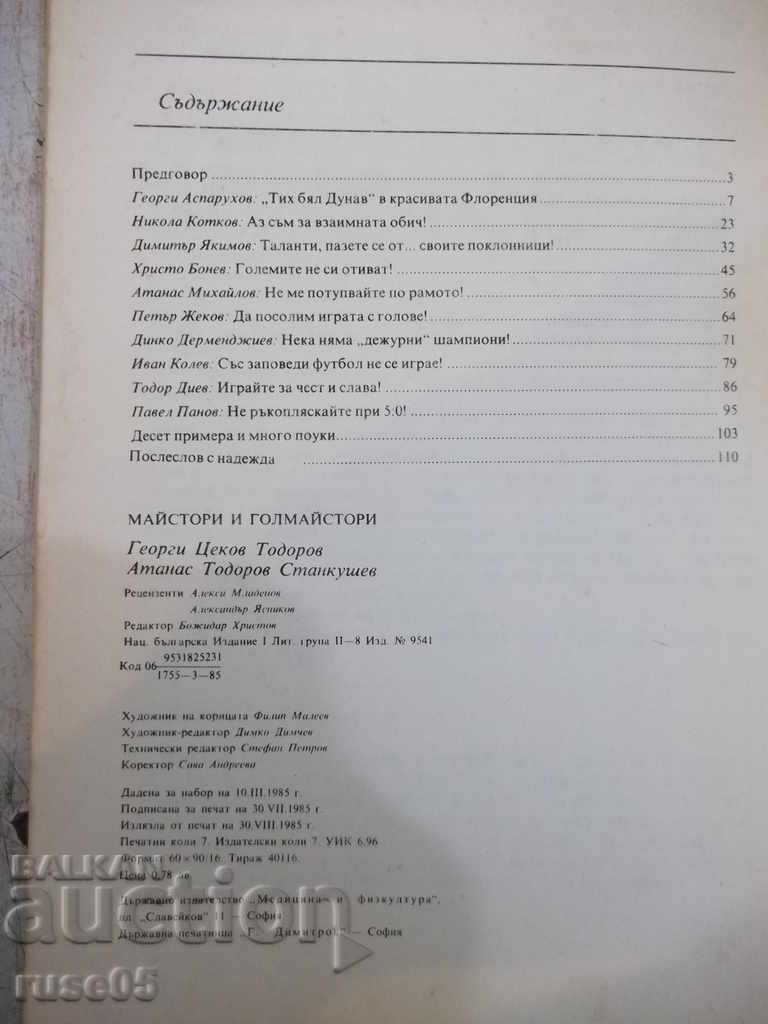 Съдържание
Предговор 3
Георги Аспарухов: „Тих бял Дунав“ в красивата Флоренция 7
Никола Котков: Аз съм за взаимната обич! 23
Димитър Якимов: Таланти, пазете се от... своите поклонници! 32
Христо Бонев: Големите не си отиват! 45
Атанас Михайлов: Не ме потупвайте по рамото! 56
Петър Жеков: Да посолим играта с голове! 64
Динко Дерменджиев: Нека няма „дежурни“ шампиони! 71
Иван Колев: Със заповеди футбол не се играе! 79
Тодор Диев: Играйте за чест и слава! 86
Павел Панов: Не ръкопляскайте при 5:0! 95
Десет примера и много поуки 103
Послеслов с надежда 110
МАЙСТОРИ И ГОЛМАЙСТОРИ
Георги Цеков Тодоров
Атанас Тодоров Станкушев
Рецензенти Алекси Младенов
Александър Ясников
Редактор Божидар Христов
Нац. българска Издание I Лит. група II—8 Изд. № 9541
Код 06 9531825231
1755—3—85
Художник на корицата Филип Малеев
Художник-редактор Димко Димчев
Технически редактор Стефан Петров
Коректор Сава Андреева
Дадена за набор на 10.III.1985 г.
Подписана за печат на 30.VII.1985 г.
Излязла от печат на 30.VIII.1985 г.
Печатни коли 7. Издателски коли 7. УИК 6,96
Формат 60 × 90/16. Тираж 40116.
Цена 0,78 лв.
Държавно издателство „Медицина и физкултура“,
пл. „Славейков“ 11 — София
Държавна печатница „Г. Димитров“ — София
BALKAN
auction
ruse05